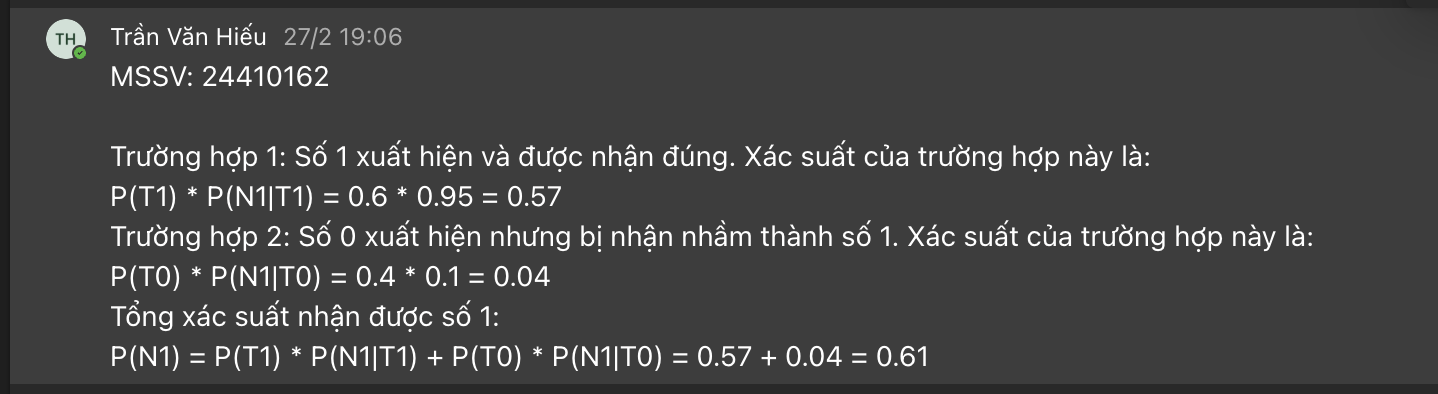 TH
Trần Văn Hiếu 27/2 19:06
MSSV: 24410162
Trường hợp 1: Số 1 xuất hiện và được nhận đúng. Xác suất của trường hợp này là:
P(T1) * P(N1|T1) = 0.6 * 0.95 = 0.57
Trường hợp 2: Số 0 xuất hiện nhưng bị nhận nhầm thành số 1. Xác suất của trường hợp này là:
P(T0) * P(N1|T0) = 0.4 * 0.1 = 0.04
Tổng xác suất nhận được số 1:
P(N1) = P(T1) * P(N1|T1) + P(T0) * P(N1|T0) = 0.57 + 0.04 = 0.61